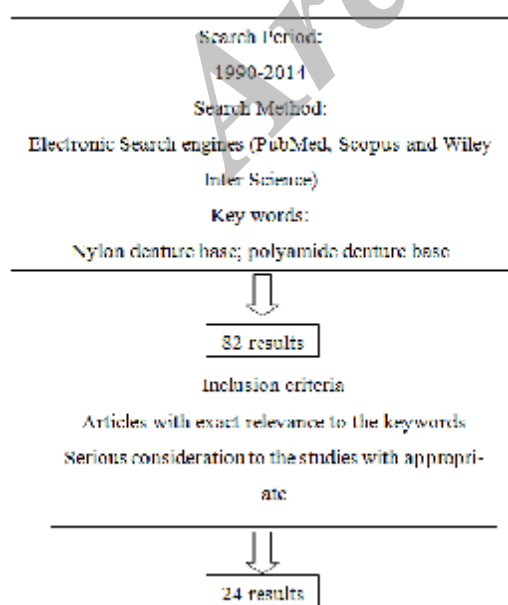 Search Period:
1990-2014
Search Method:
Electronic Search engines (PubMed, Scopus and Wiley
Inter Science)
Key words:
Nylon denture base; polyamide denture base
82 results
Inclusion criteria
Articles with exact relevance to the keywords
Serious consideration to the studies with appropri-
ate
24 results